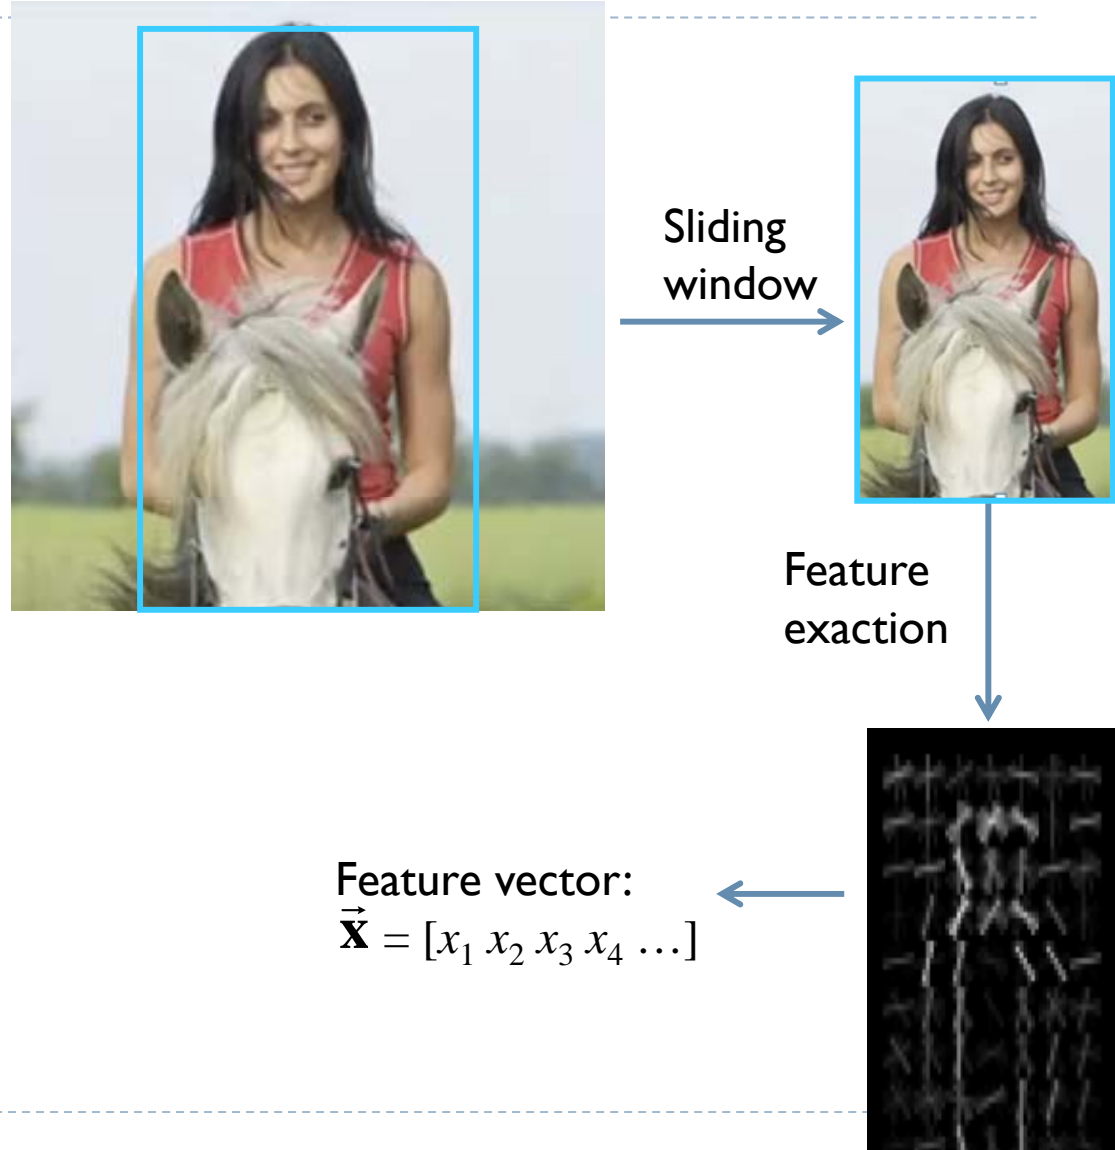 Sliding
window
Feature
exaction
Feature vector:
x⃗ = [x₁ x₂ x₃ x₄ …]